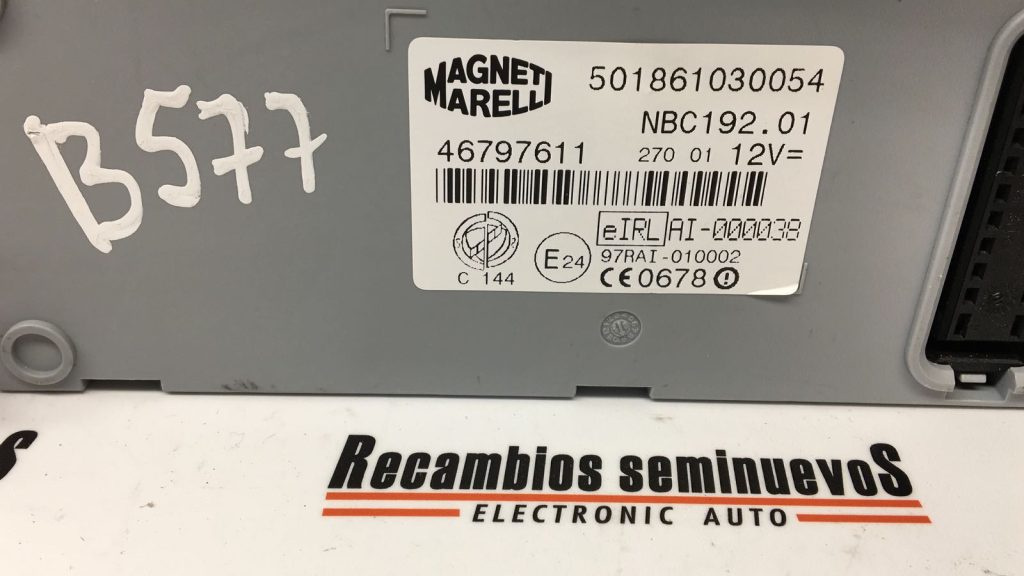 B577
MAGNETI
MARELLI
501861030054
NBC192.01
46797611 270 01 12V=
eIRL AI-000038
97RAI-010002
C 144
E24
CE0678
Recambios seminuevos
ELECTRONIC AUTO